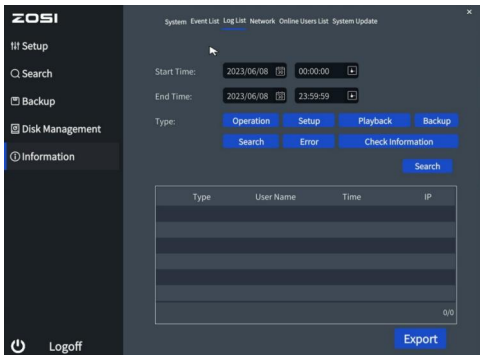 ZOSI
System Event List Log List Network Online Users List System Update
×
Setup
Search
Backup
Disk Management
Information
Start Time: 2023/06/08 00:00:00
End Time: 2023/06/08 23:59:59
Type: Operation Setup Playback Backup
Search Error Check Information
Search
Type User Name Time IP
0/0
Export
Logoff